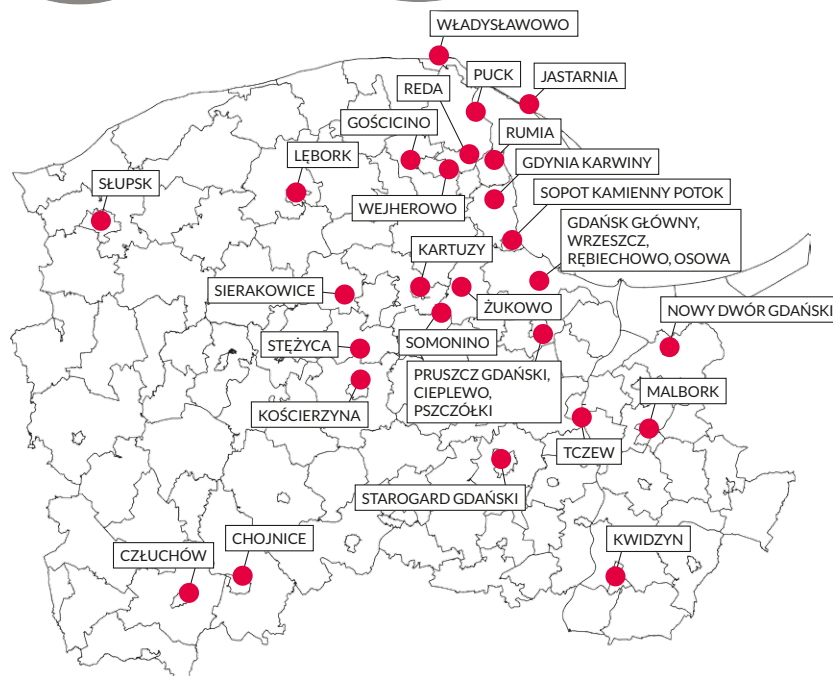 WŁADYSŁAWOWO
PUCK
JASTARNIA
REDA
GOŚCICINO
RUMIA
LĘBORK
GDYNIA KARWINY
SŁUPSK
SOPOT KAMIENNY POTOK
WEJHEROWO
GDAŃSK GŁÓWNY,
WRZESZCZ,
RĘBIECHOWO, OSOWA
KARTUZY
SIERAKOWICE
ŻUKOWO
NOWY DWÓR GDAŃSKI
STĘŻYCA
SOMONINO
PRUSZCZ GDAŃSKI,
CIEPLEWO,
PSZCZÓŁKI
MALBORK
KOŚCIERZYNA
TCZEW
STAROGARD GDAŃSKI
CHOJNICE
KWIDZYN
CZŁUCHÓW